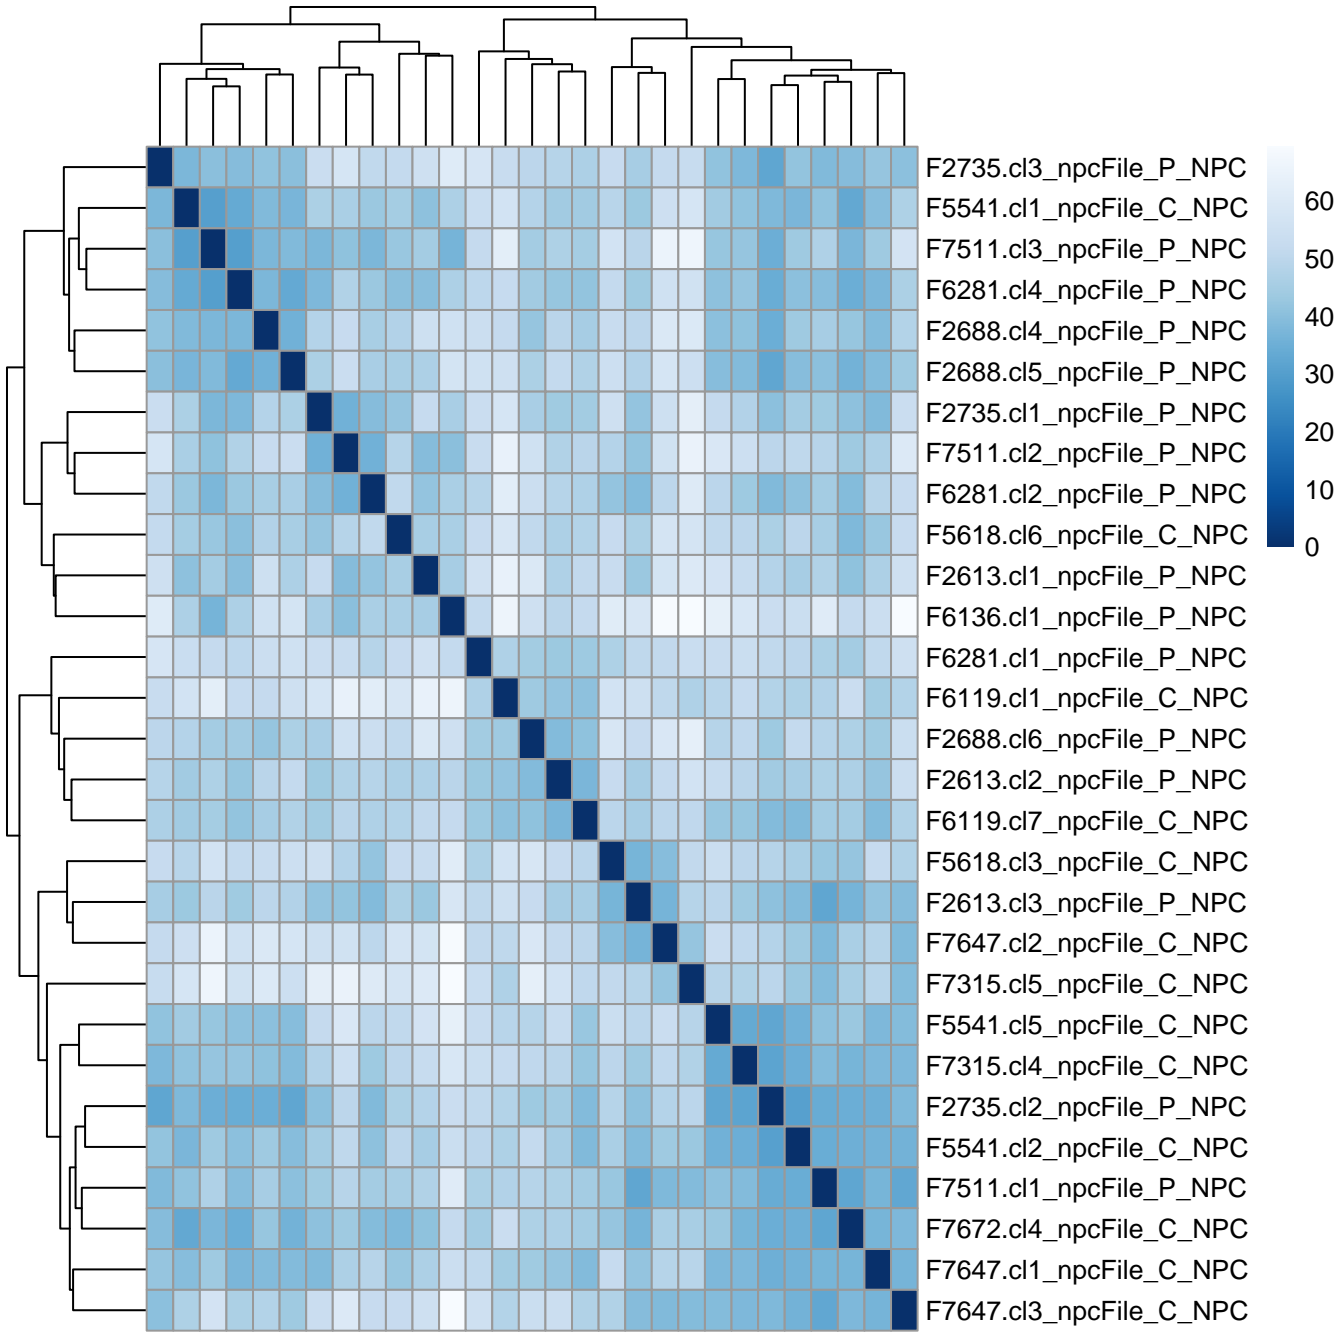 F2735.cl3_npcFile_P_NPC
F5541.cl1_npcFile_C_NPC
F7511.cl3_npcFile_P_NPC
F6281.cl4_npcFile_P_NPC
F2688.cl4_npcFile_P_NPC
F2688.cl5_npcFile_P_NPC
F2735.cl1_npcFile_P_NPC
F7511.cl2_npcFile_P_NPC
F6281.cl2_npcFile_P_NPC
F5618.cl6_npcFile_C_NPC
F2613.cl1_npcFile_P_NPC
F6136.cl1_npcFile_P_NPC
F6281.cl1_npcFile_P_NPC
F6119.cl1_npcFile_C_NPC
F2688.cl6_npcFile_P_NPC
F2613.cl2_npcFile_P_NPC
F6119.cl7_npcFile_C_NPC
F5618.cl3_npcFile_C_NPC
F2613.cl3_npcFile_P_NPC
F7647.cl2_npcFile_C_NPC
F7315.cl5_npcFile_C_NPC
F5541.cl5_npcFile_C_NPC
F7315.cl4_npcFile_C_NPC
F2735.cl2_npcFile_P_NPC
F5541.cl2_npcFile_C_NPC
F7511.cl1_npcFile_P_NPC
F7672.cl4_npcFile_C_NPC
F7647.cl1_npcFile_C_NPC
F7647.cl3_npcFile_C_NPC
60
50
40
30
20
10
0